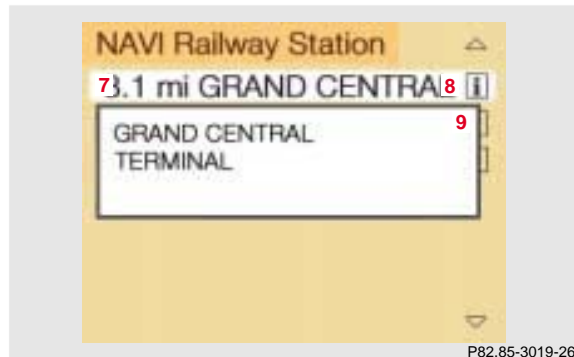 NAVI Railway Station
7 3.1 mi GRAND CENTRAL 8 i
9
GRAND CENTRAL
TERMINAL
P82.85-3019-26